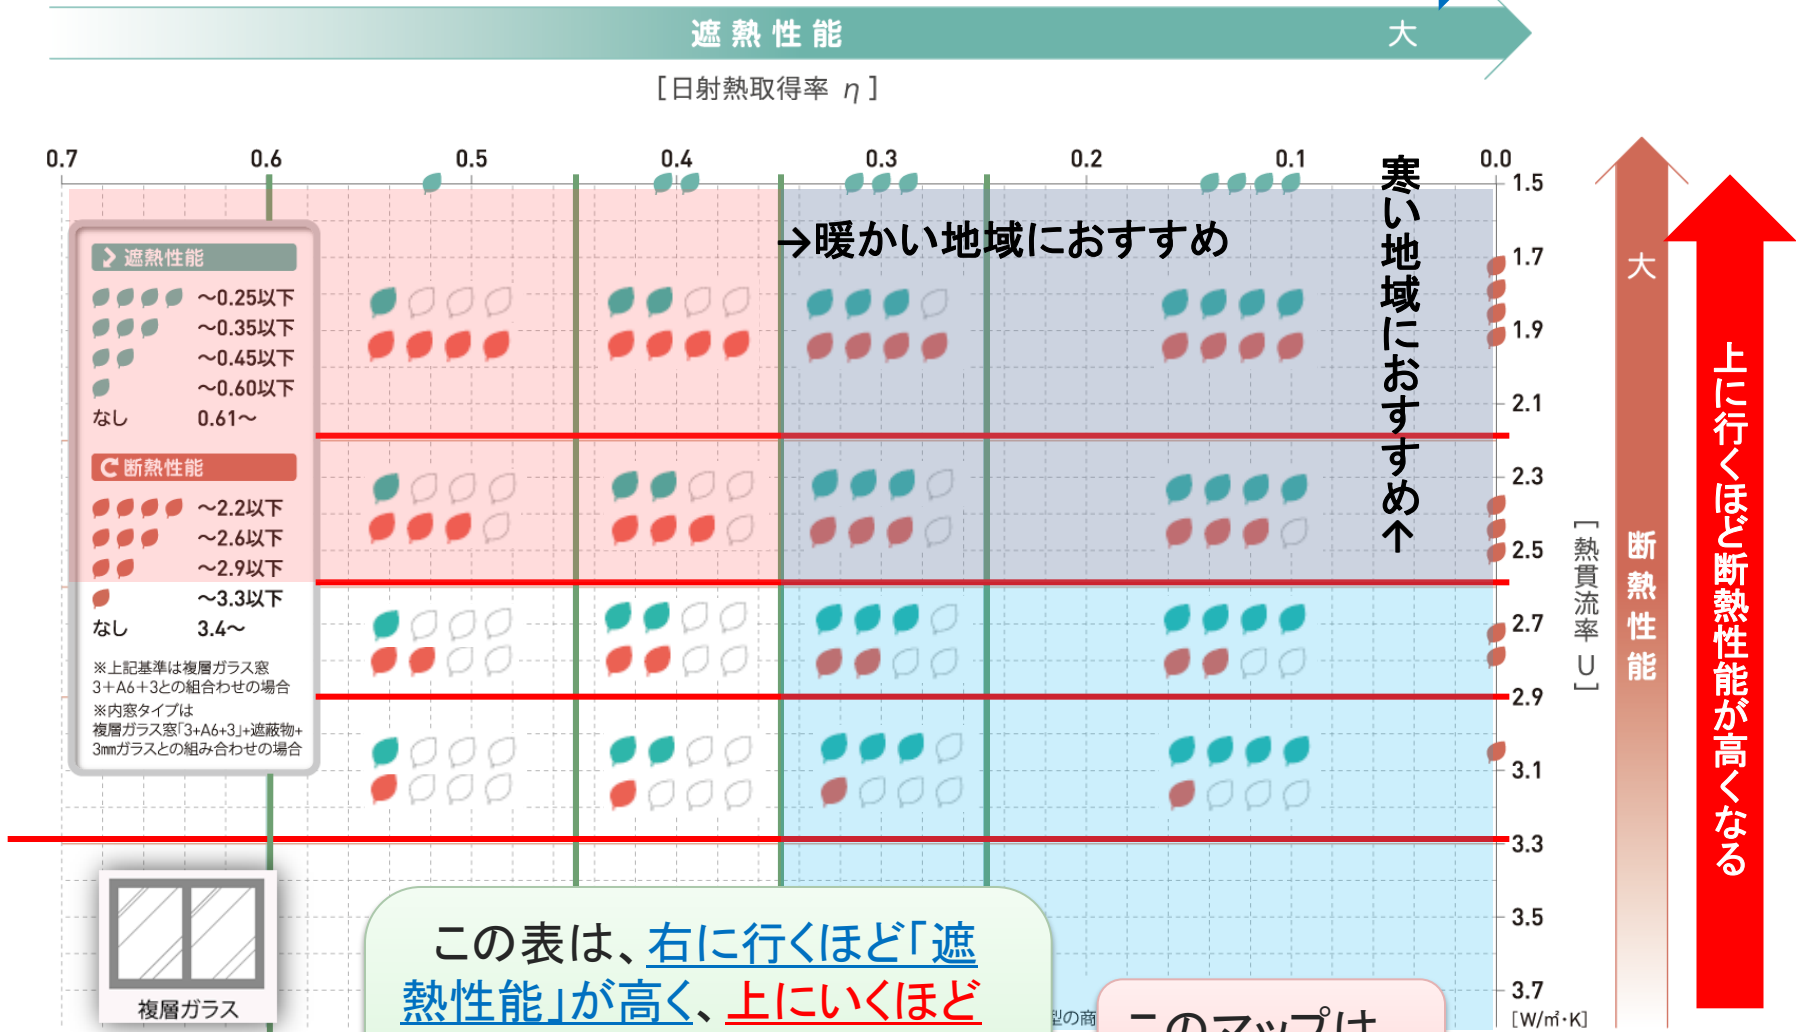 遮熱性能
大
[日射熱取得率 η]
0.7 0.6 0.5 0.4 0.3 0.2 0.1 0.0
→暖かい地域におすすめ
寒い地域におすすめ↑
遮熱性能
～0.25以下
～0.35以下
～0.45以下
～0.60以下
なし 0.61～
断熱性能
～2.2以下
～2.6以下
～2.9以下
～3.3以下
なし 3.4～
※上記基準は複層ガラス窓
3+A6+3との組合わせの場合
※内窓タイプは
複層ガラス窓「3+A6+3」+遮蔽物+
3㎜ガラスとの組み合わせの場合
1.5
1.7
1.9
2.1
2.3
2.5
2.7
2.9
3.1
3.3
3.5
3.7
[W/㎡・K]
[熱貫流率 U]
大
断熱性能
上に行くほど断熱性能が高くなる
複層ガラス
この表は、右に行くほど「遮
熱性能」が高く、上にいくほど
型の商
このマップは